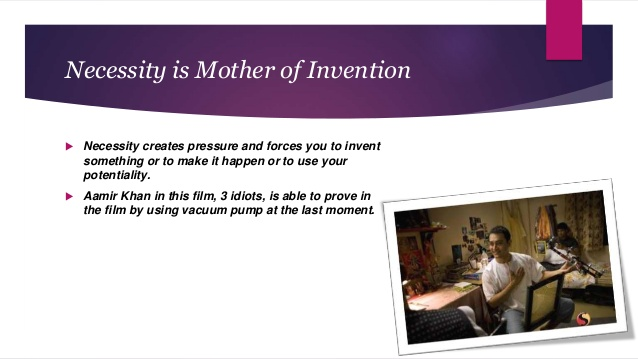 Necessity is Mother of Invention
Necessity creates pressure and forces you to invent
something or to make it happen or to use your
potentiality.
Aamir Khan in this film, 3 idiots, is able to prove in
the film by using vacuum pump at the last moment.